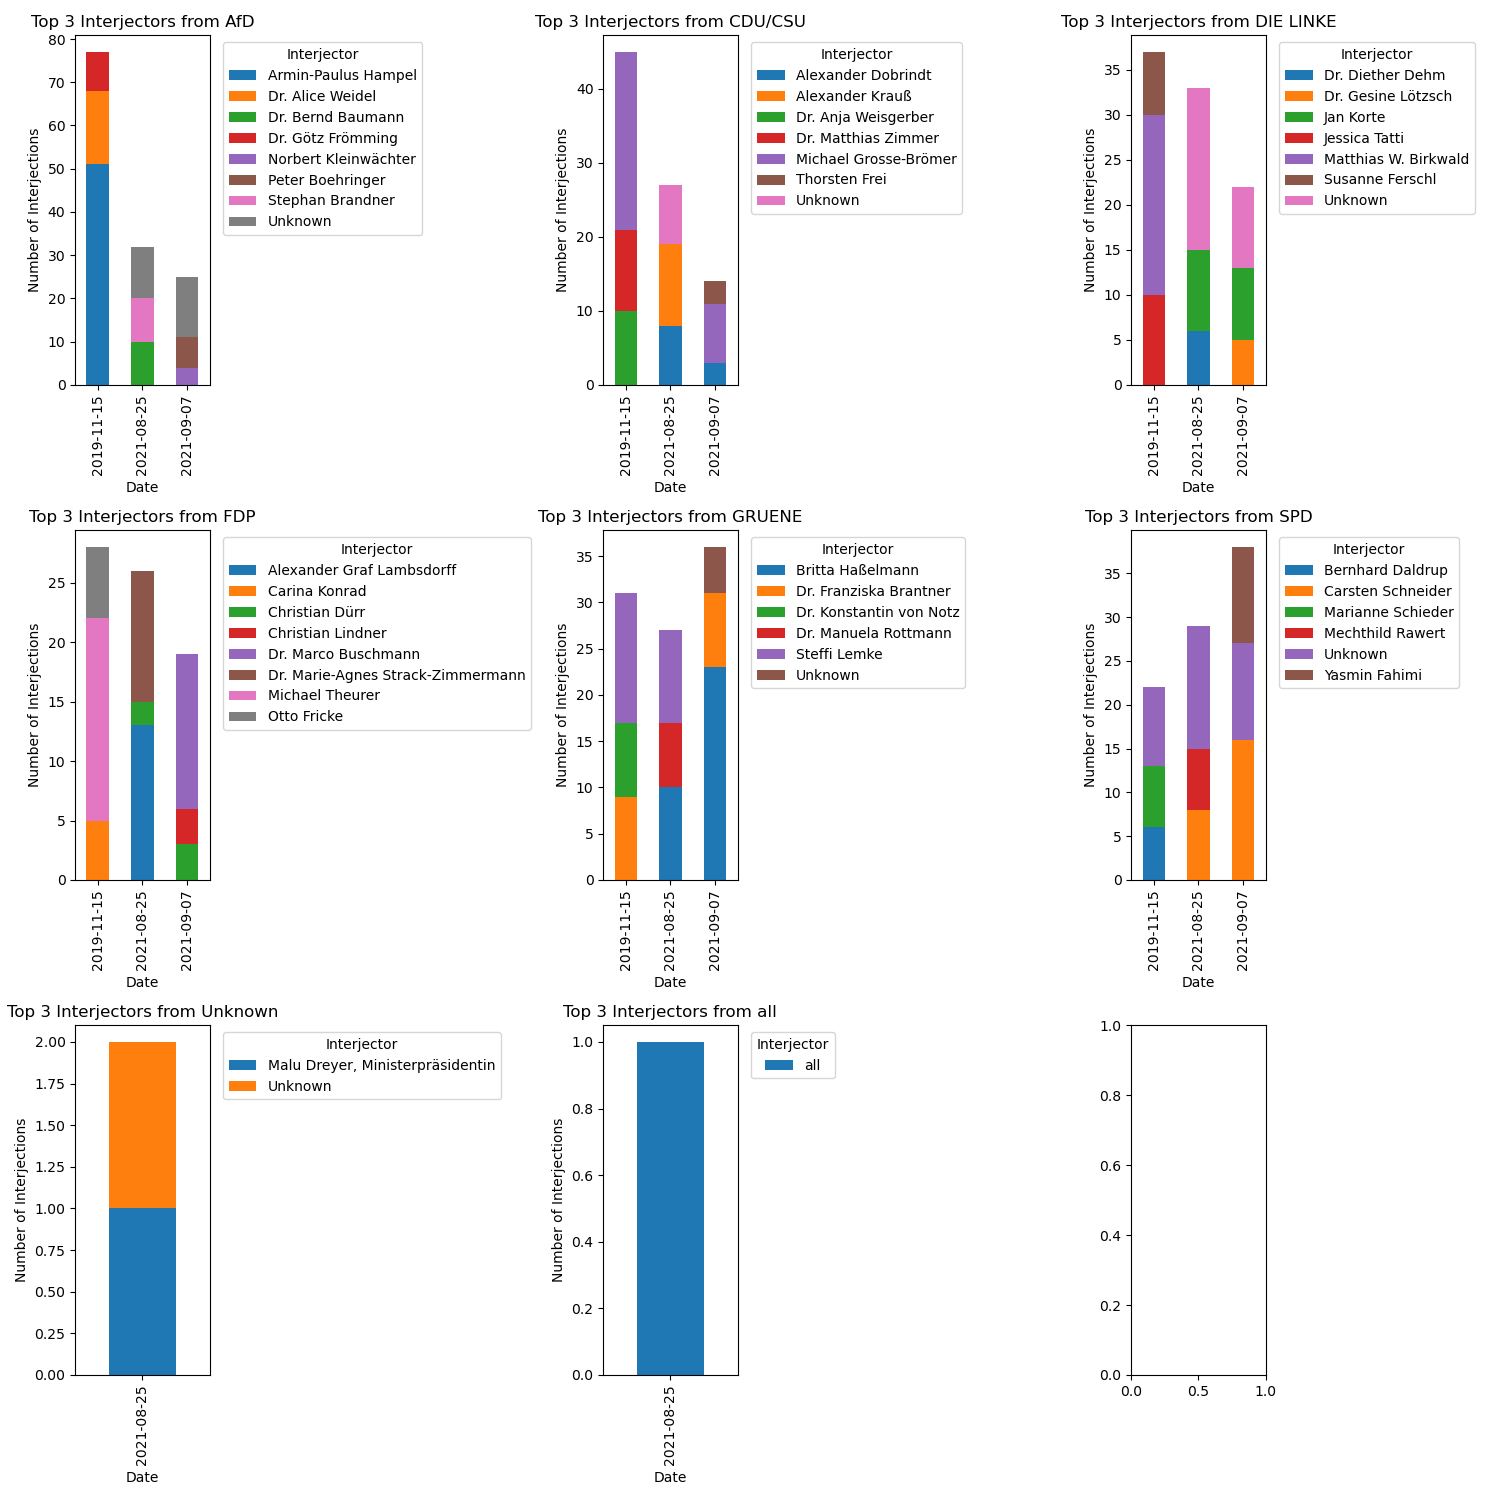 Top 3 Interjectors from AfD
Number of Interjections
80
70
60
50
40
30
20
10
0
2019-11-15
2021-08-25
2021-09-07
Date
Interjector
Armin-Paulus Hampel
Dr. Alice Weidel
Dr. Bernd Baumann
Dr. Götz Frömming
Norbert Kleinwächter
Peter Boehringer
Stephan Brandner
Unknown
Top 3 Interjectors from CDU/CSU
Number of Interjections
40
30
20
10
0
2019-11-15
2021-08-25
2021-09-07
Date
Interjector
Alexander Dobrindt
Alexander Krauß
Dr. Anja Weisgerber
Dr. Matthias Zimmer
Michael Grosse-Brömer
Thorsten Frei
Unknown
Top 3 Interjectors from DIE LINKE
Number of Interjections
35
30
25
20
15
10
5
0
2019-11-15
2021-08-25
2021-09-07
Date
Interjector
Dr. Diether Dehm
Dr. Gesine Lötzsch
Jan Korte
Jessica Tatti
Matthias W. Birkwald
Susanne Ferschl
Unknown
Top 3 Interjectors from FDP
Number of Interjections
25
20
15
10
5
0
2019-11-15
2021-08-25
2021-09-07
Date
Interjector
Alexander Graf Lambsdorff
Carina Konrad
Christian Dürr
Christian Lindner
Dr. Marco Buschmann
Dr. Marie-Agnes Strack-Zimmermann
Michael Theurer
Otto Fricke
Top 3 Interjectors from GRUENE
Number of Interjections
35
30
25
20
15
10
5
0
2019-11-15
2021-08-25
2021-09-07
Date
Interjector
Britta Haßelmann
Dr. Franziska Brantner
Dr. Konstantin von Notz
Dr. Manuela Rottmann
Steffi Lemke
Unknown
Top 3 Interjectors from SPD
Number of Interjections
35
30
25
20
15
10
5
0
2019-11-15
2021-08-25
2021-09-07
Date
Interjector
Bernhard Daldrup
Carsten Schneider
Marianne Schieder
Mechthild Rawert
Unknown
Yasmin Fahimi
Top 3 Interjectors from Unknown
Number of Interjections
2.00
1.75
1.50
1.25
1.00
0.75
0.50
0.25
0.00
2021-08-25
Date
Interjector
Malu Dreyer, Ministerpräsidentin
Unknown
Top 3 Interjectors from all
Number of Interjections
1.0
0.8
0.6
0.4
0.2
0.0
2021-08-25
Date
Interjector
all
1.0
0.8
0.6
0.4
0.2
0.0
0.0 0.5 1.0